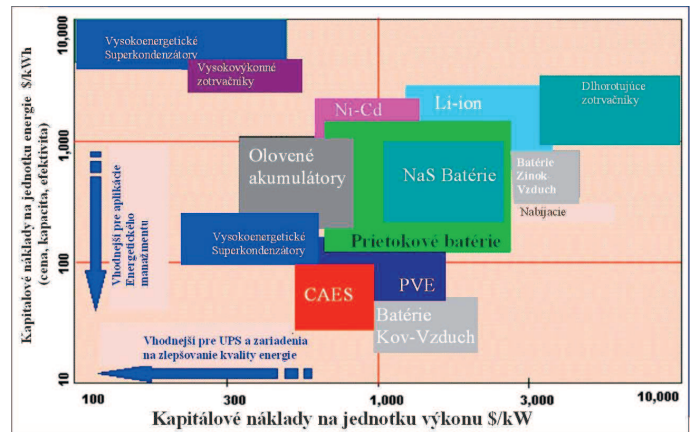 Kapitalové náklady na jednotku energie $/kWh
(cena, kapacita, efektivita)
10,000
1,000
100
10
Vysokoenergetické
Superkondenzátory
Vysokovýkonné
zotrvačníky
Ni-Cd
Li-ion
Dlhorotujúce
zotrvačníky
Olovené
akumulátory
NaS Batérie
Batérie
Zinok-
Vzduch
Nabijacie
Prietokové batérie
Vysokoenergetické
Superkondenzátory
CAES
PVE
Batérie
Kov-Vzduch
Vhodnejší pre aplikácie
Energetického
manažmentu
Vhodnejší pre UPS a zariadenia
na zlepšovanie kvality energie
100
300
1,000
3,000
10,000
Kapitálové náklady na jednotku výkonu $/kW